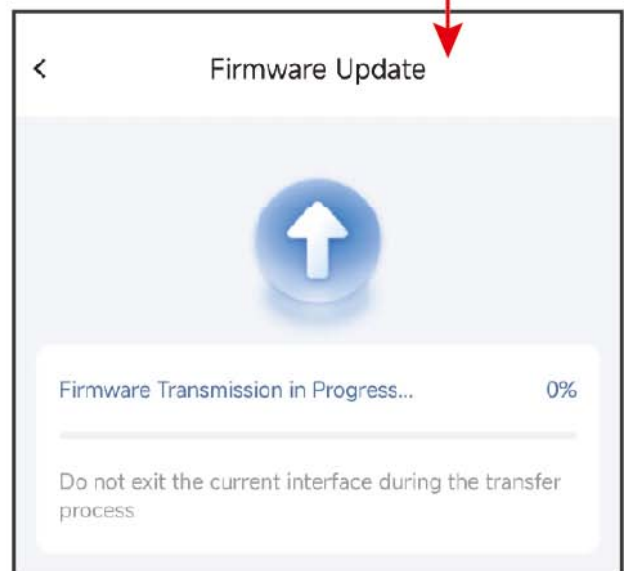 Firmware Update
Firmware Transmission in Progress... 0%
Do not exit the current interface during the transfer
process